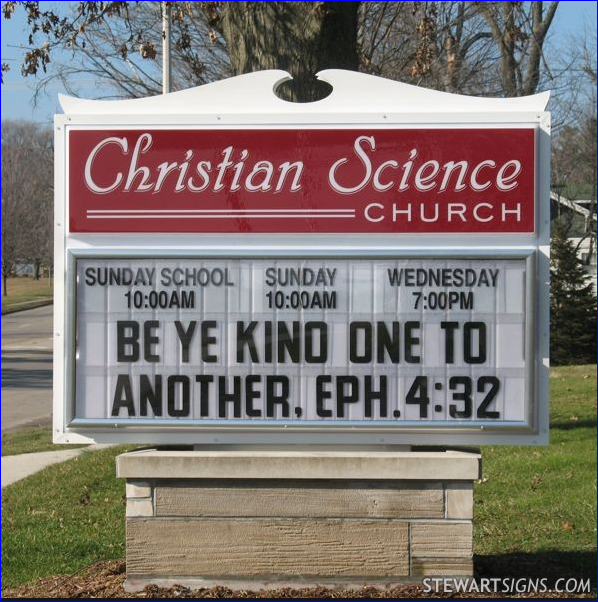 Christian Science
CHURCH
SUNDAY SCHOOL SUNDAY WEDNESDAY
10:00AM 10:00AM 7:00PM
BE YE KINO ONE TO
ANOTHER, EPH.4:32
STEWARTSIGNS.COM